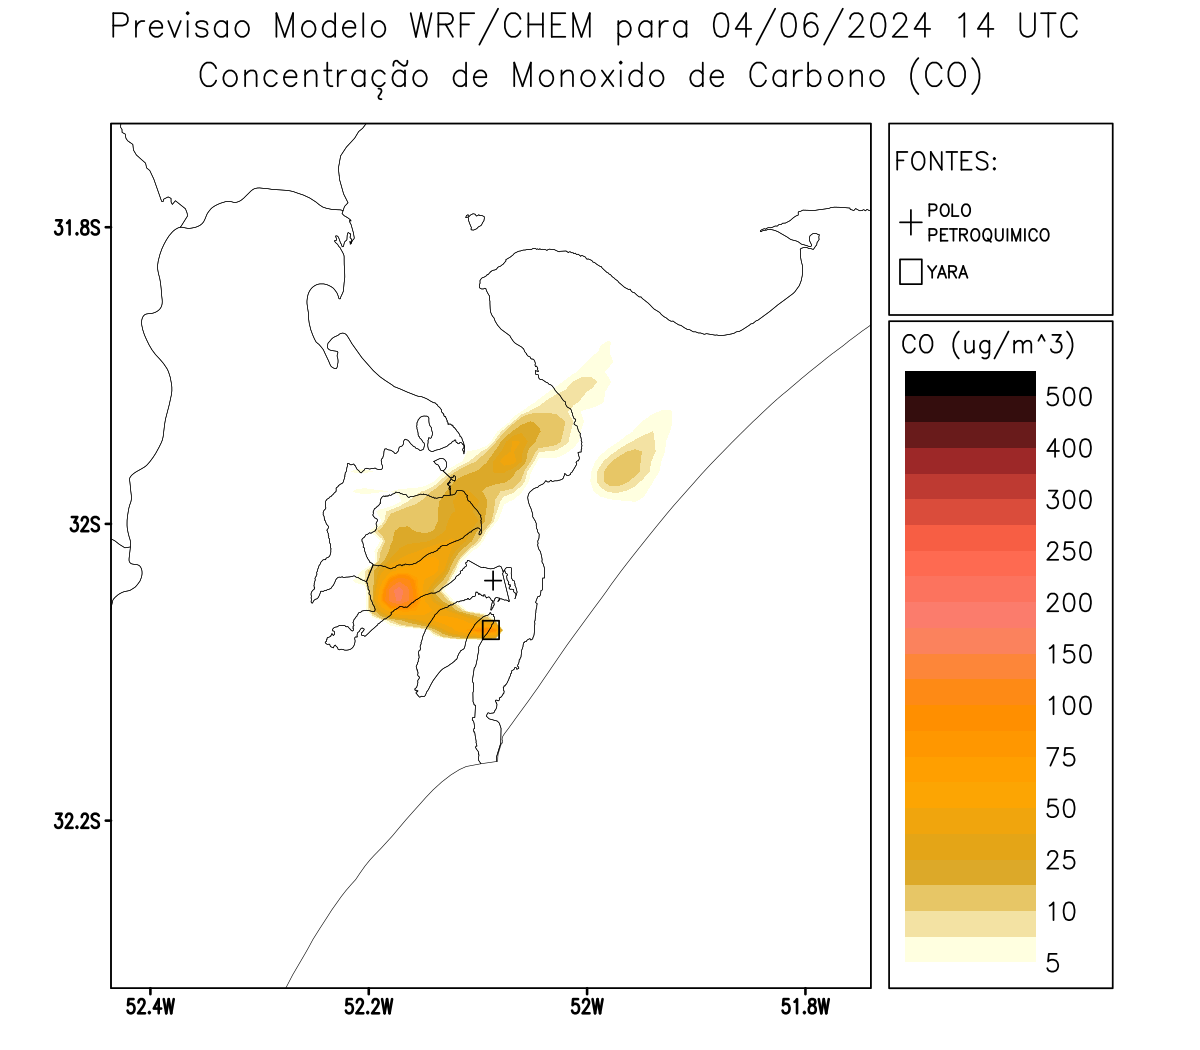 Previsao Modelo WRF/CHEM para 04/06/2024 14 UTC
Concentração de Monoxido de Carbono (CO)
FONTES:
POLO
PETROQUIMICO
YARA
CO (ug/m^3)
500
400
300
250
200
150
100
75
50
25
10
5
31.8S
32S
32.2S
52.4W
52.2W
52W
51.8W